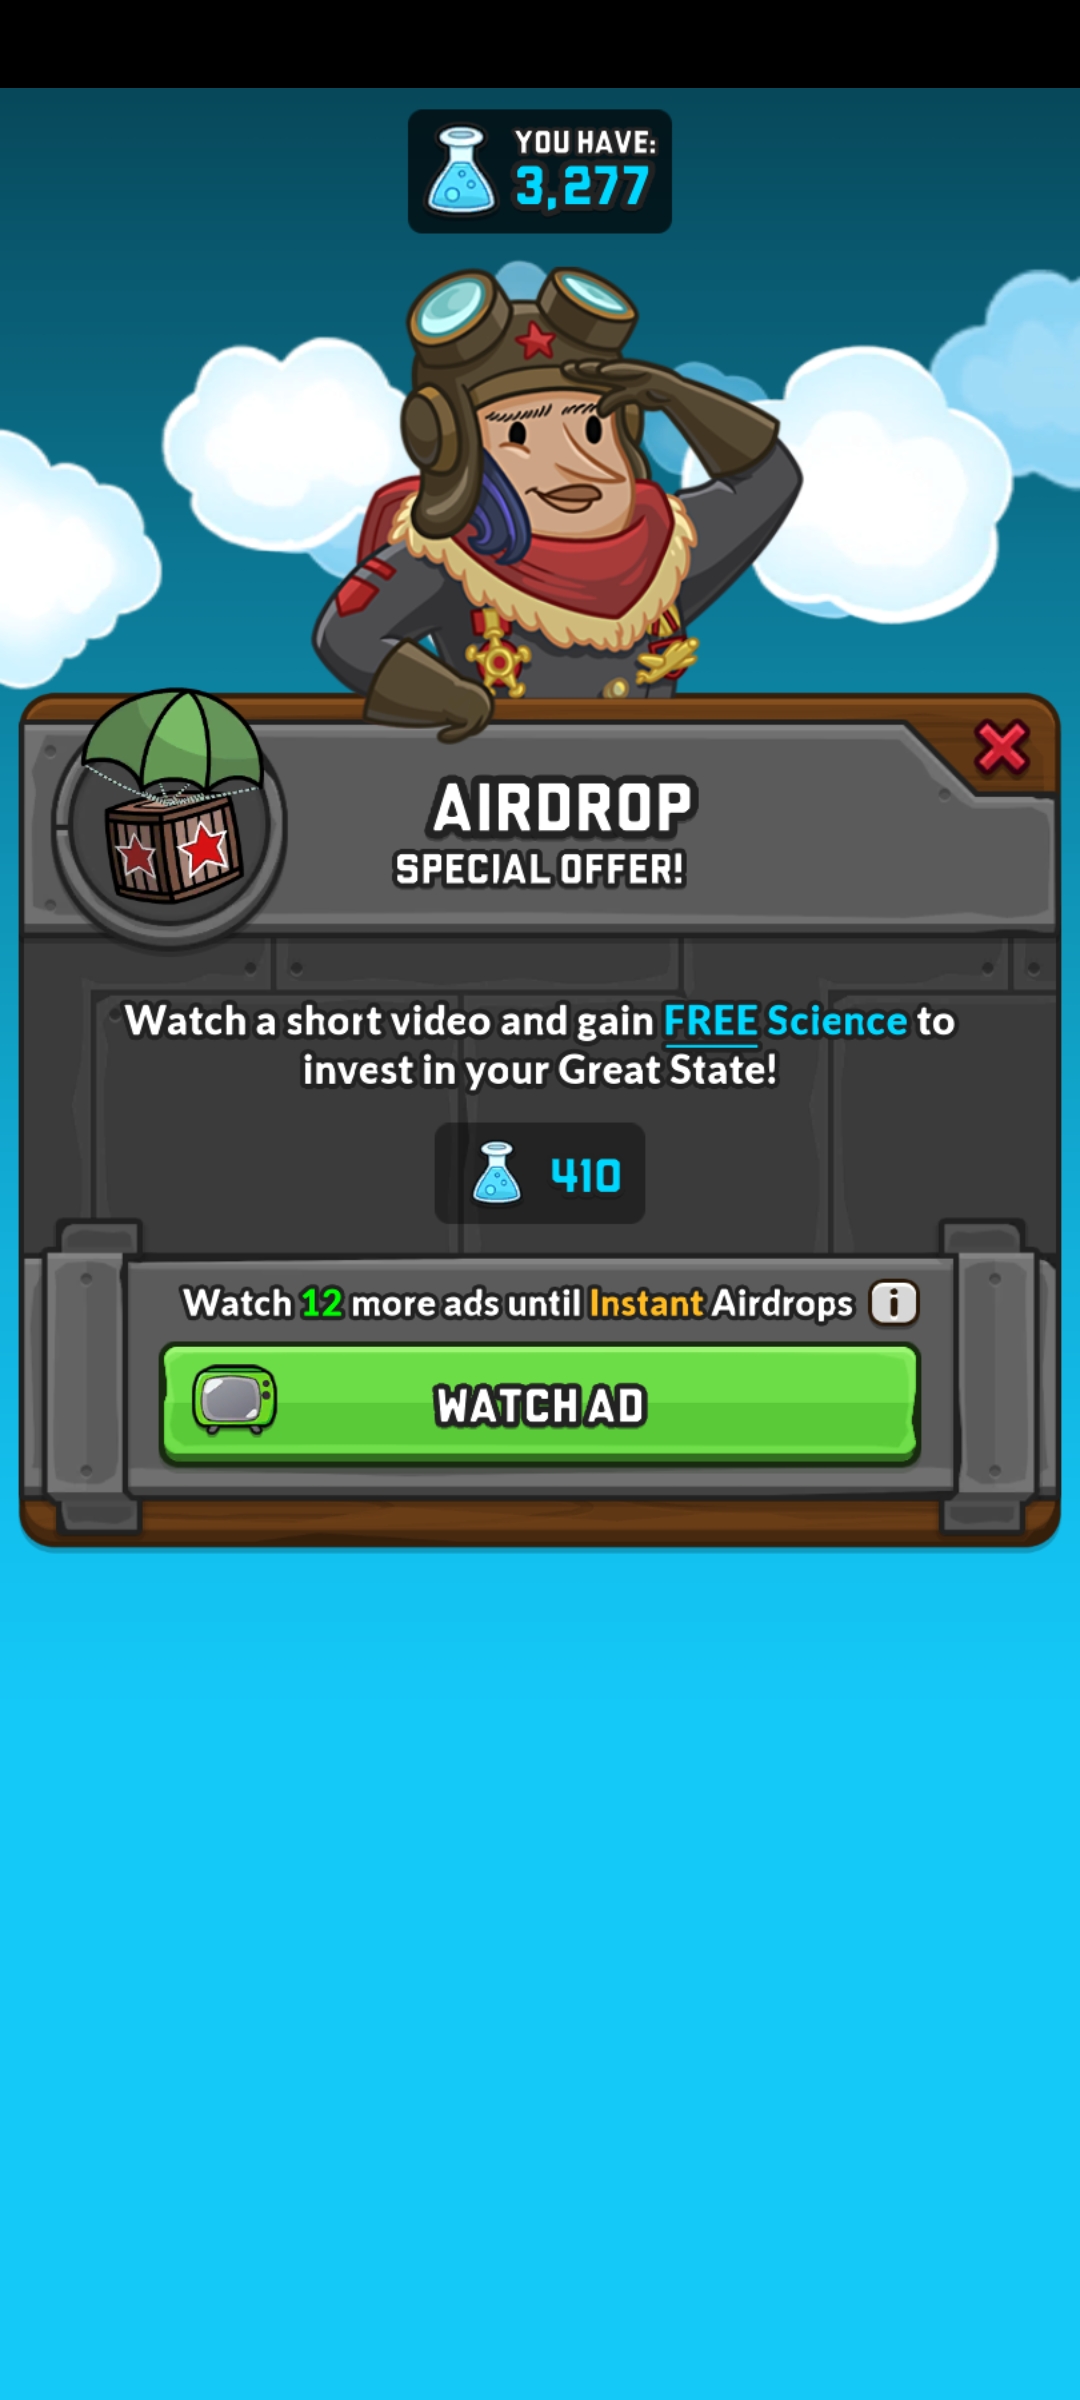 YOU HAVE:
3,277
AIRDROP
SPECIAL OFFER!
Watch a short video and gain FREE Science to
invest in your Great State!
410
Watch 12 more ads until Instant Airdrops i
WATCH AD